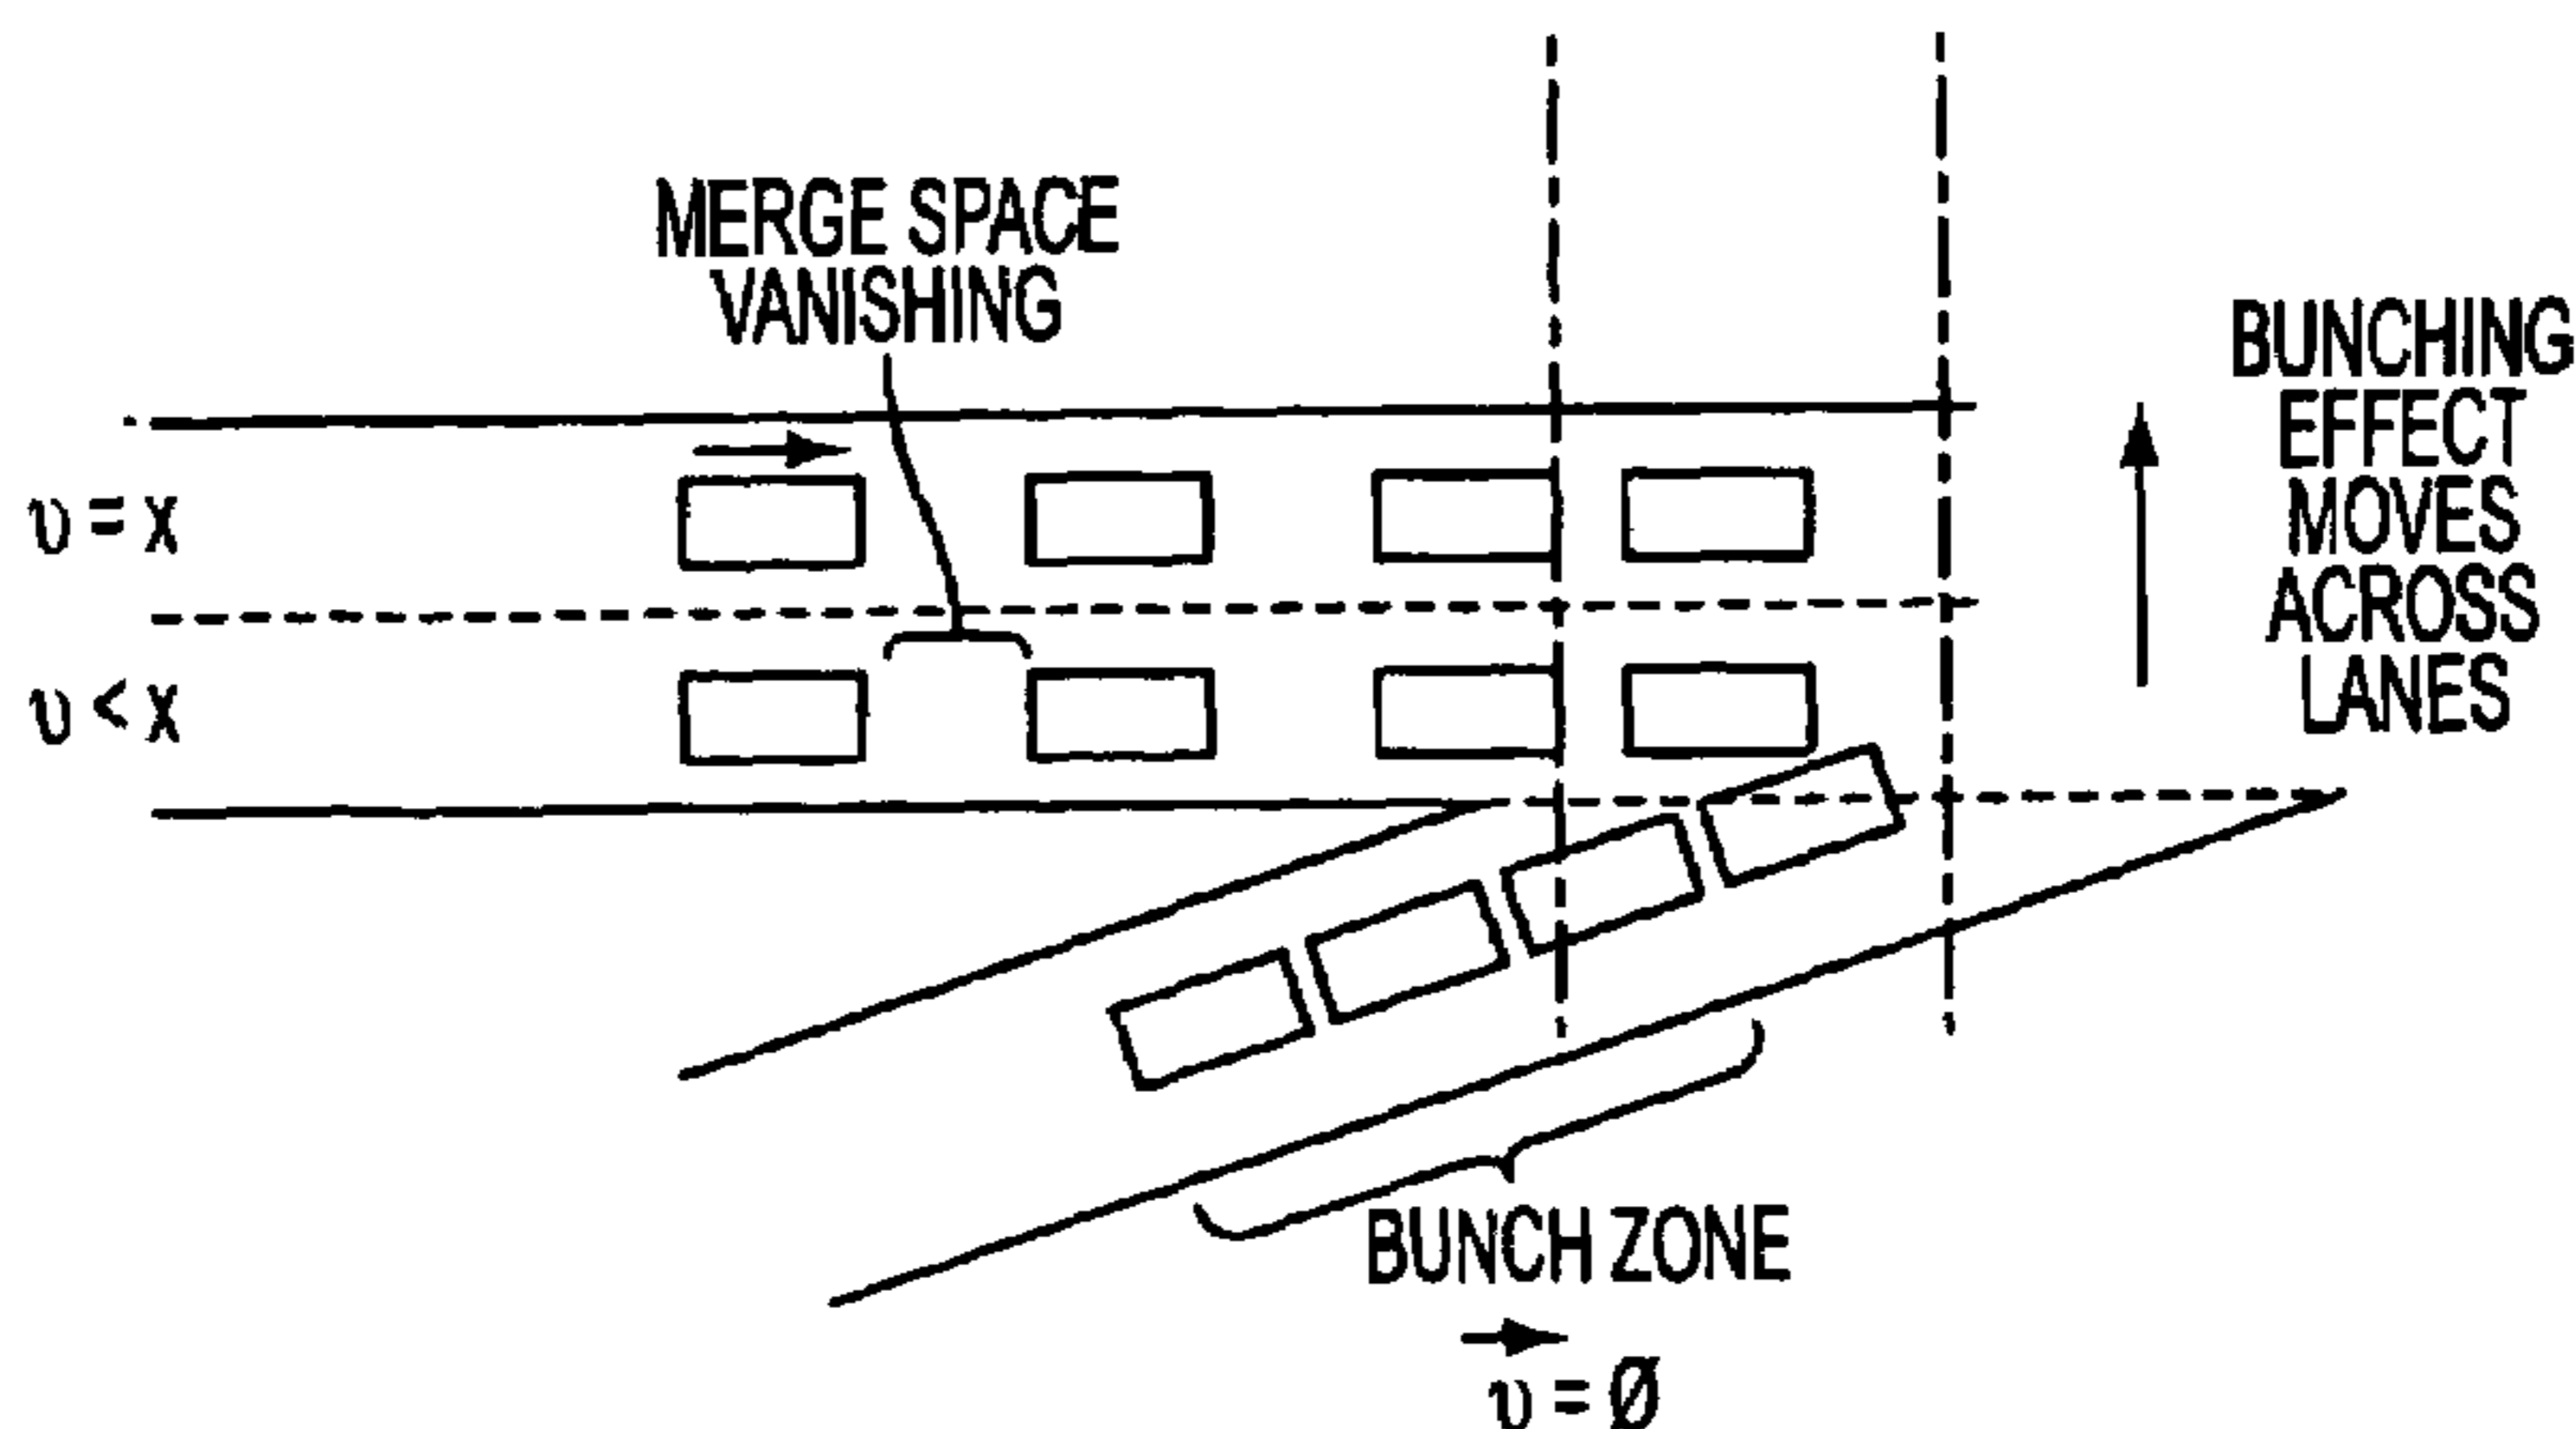 MERGE SPACE
VANISHING
BUNCHING
EFFECT
MOVES
ACROSS
LANES
υ = x
υ < x
BUNCH ZONE
υ = Ø